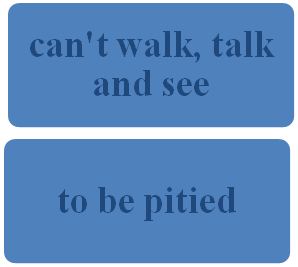 can't walk, talk
and see
to be pitied